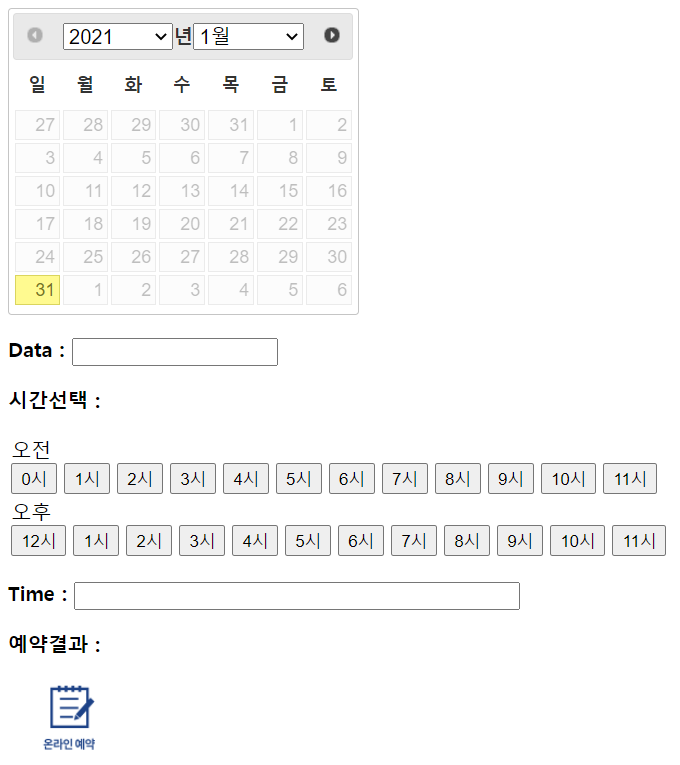 2021 년 1월
일 월 화 수 목 금 토
27 28 29 30 31 1 2
3 4 5 6 7 8 9
10 11 12 13 14 15 16
17 18 19 20 21 22 23
24 25 26 27 28 29 30
31 1 2 3 4 5 6
Data :
시간선택 :
오전
0시 1시 2시 3시 4시 5시 6시 7시 8시 9시 10시 11시
오후
12시 1시 2시 3시 4시 5시 6시 7시 8시 9시 10시 11시
Time :
예약결과 :
온라인 예약